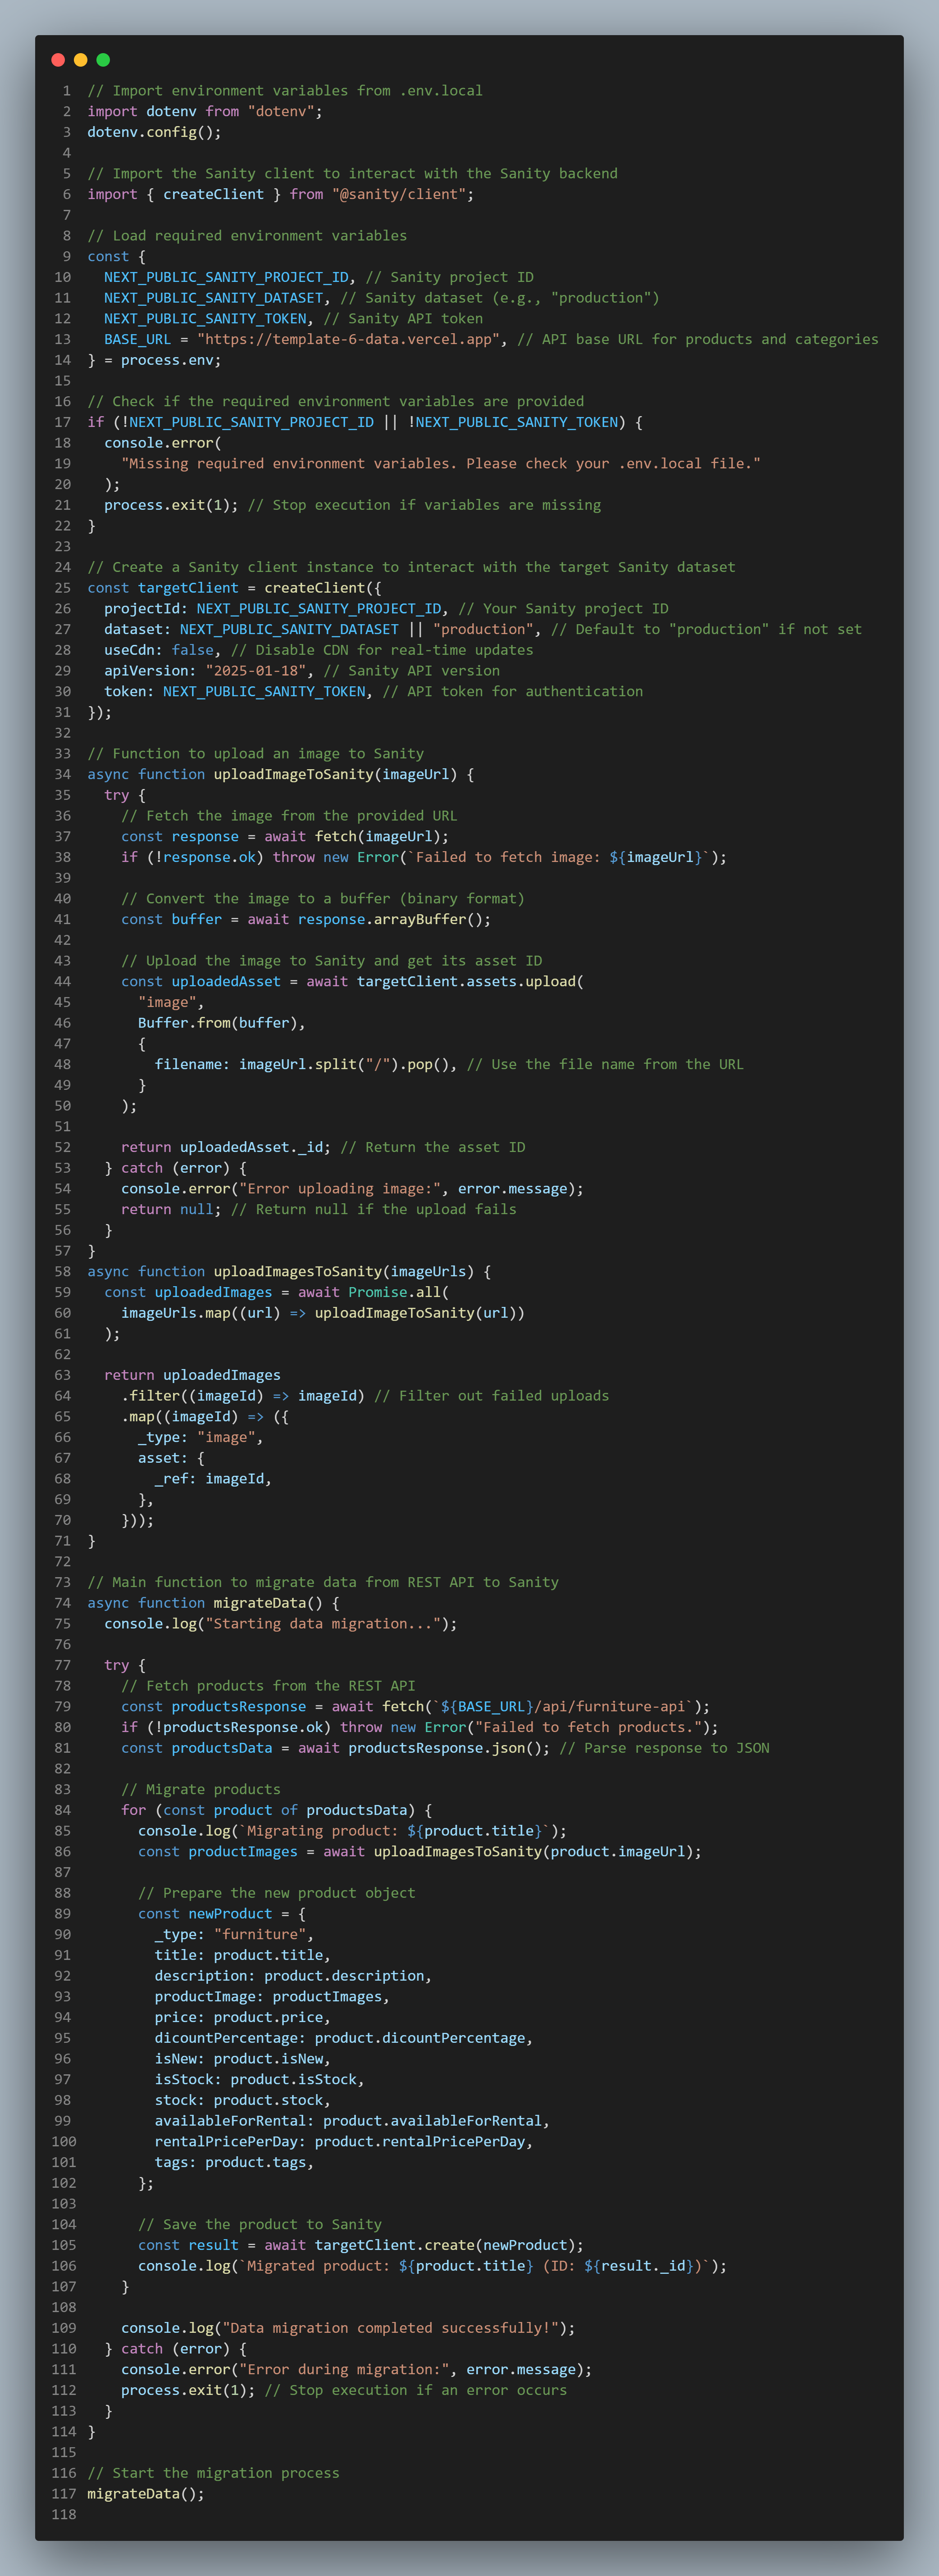 1 // Import environment variables from .env.local
2 import dotenv from "dotenv";
3 dotenv.config();
4
5 // Import the Sanity client to interact with the Sanity backend
6 import { createClient } from "@sanity/client";
7
8 // Load required environment variables
9 const {
10   NEXT_PUBLIC_SANITY_PROJECT_ID, // Sanity project ID
11   NEXT_PUBLIC_SANITY_DATASET, // Sanity dataset (e.g., "production")
12   NEXT_PUBLIC_SANITY_TOKEN, // Sanity API token
13   BASE_URL = "https://template-6-data.vercel.app", // API base URL for products and categories
14 } = process.env;
15
16 // Check if the required environment variables are provided
17 if (!NEXT_PUBLIC_SANITY_PROJECT_ID || !NEXT_PUBLIC_SANITY_TOKEN) {
18   console.error(
19     "Missing required environment variables. Please check your .env.local file."
20   );
21   process.exit(1); // Stop execution if variables are missing
22 }
23
24 // Create a Sanity client instance to interact with the target Sanity dataset
25 const targetClient = createClient({
26   projectId: NEXT_PUBLIC_SANITY_PROJECT_ID, // Your Sanity project ID
27   dataset: NEXT_PUBLIC_SANITY_DATASET || "production", // Default to "production" if not set
28   useCdn: false, // Disable CDN for real-time updates
29   apiVersion: "2025-01-18", // Sanity API version
30   token: NEXT_PUBLIC_SANITY_TOKEN, // API token for authentication
31 });
32
33 // Function to upload an image to Sanity
34 async function uploadImageToSanity(imageUrl) {
35   try {
36     // Fetch the image from the provided URL
37     const response = await fetch(imageUrl);
38     if (!response.ok) throw new Error(`Failed to fetch image: ${imageUrl}`);
39
40     // Convert the image to a buffer (binary format)
41     const buffer = await response.arrayBuffer();
42
43     // Upload the image to Sanity and get its asset ID
44     const uploadedAsset = await targetClient.assets.upload(
45       "image",
46       Buffer.from(buffer),
47       {
48         filename: imageUrl.split("/").pop(), // Use the file name from the URL
49       }
50     );
51
52     return uploadedAsset._id; // Return the asset ID
53   } catch (error) {
54     console.error("Error uploading image:", error.message);
55     return null; // Return null if the upload fails
56   }
57 }
58 async function uploadImagesToSanity(imageUrls) {
59   const uploadedImages = await Promise.all(
60     imageUrls.map((url) => uploadImageToSanity(url))
61   );
62
63   return uploadedImages
64     .filter((imageId) => imageId) // Filter out failed uploads
65     .map((imageId) => ({
66       _type: "image",
67       asset: {
68         _ref: imageId,
69       },
70     }));
71 }
72
73 // Main function to migrate data from REST API to Sanity
74 async function migrateData() {
75   console.log("Starting data migration...");
76
77   try {
78     // Fetch products from the REST API
79     const productsResponse = await fetch(`${BASE_URL}/api/furniture-api`);
80     if (!productsResponse.ok) throw new Error("Failed to fetch products.");
81     const productsData = await productsResponse.json(); // Parse response to JSON
82
83     // Migrate products
84     for (const product of productsData) {
85       console.log(`Migrating product: ${product.title}`);
86       const productImages = await uploadImagesToSanity(product.imageUrl);
87
88       // Prepare the new product object
89       const newProduct = {
90         _type: "furniture",
91         title: product.title,
92         description: product.description,
93         productImage: productImages,
94         price: product.price,
95         dicountPercentage: product.dicountPercentage,
96         isNew: product.isNew,
97         isStock: product.isStock,
98         stock: product.stock,
99         availableForRental: product.availableForRental,
100         rentalPricePerDay: product.rentalPricePerDay,
101         tags: product.tags,
102       };
103
104       // Save the product to Sanity
105       const result = await targetClient.create(newProduct);
106       console.log(`Migrated product: ${product.title} (ID: ${result._id})`);
107     }
108
109     console.log("Data migration completed successfully!");
110   } catch (error) {
111     console.error("Error during migration:", error.message);
112     process.exit(1); // Stop execution if an error occurs
113   }
114 }
115
116 // Start the migration process
117 migrateData();
118